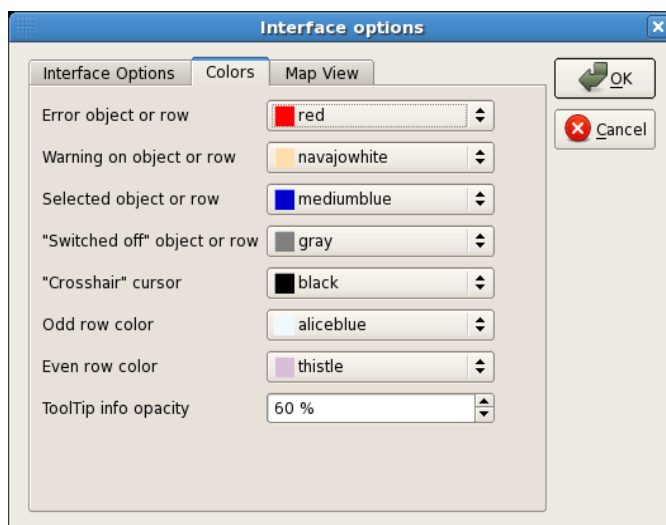 Interface options
Interface Options Colors Map View
OK
Cancel
Error object or row red
Warning on object or row navajowhite
Selected object or row mediumblue
"Switched off" object or row gray
"Crosshair" cursor black
Odd row color aliceblue
Even row color thistle
ToolTip info opacity 60 %